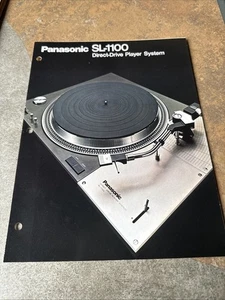 Panasonic SL-1100
Direct-Drive Player System
Panasonic